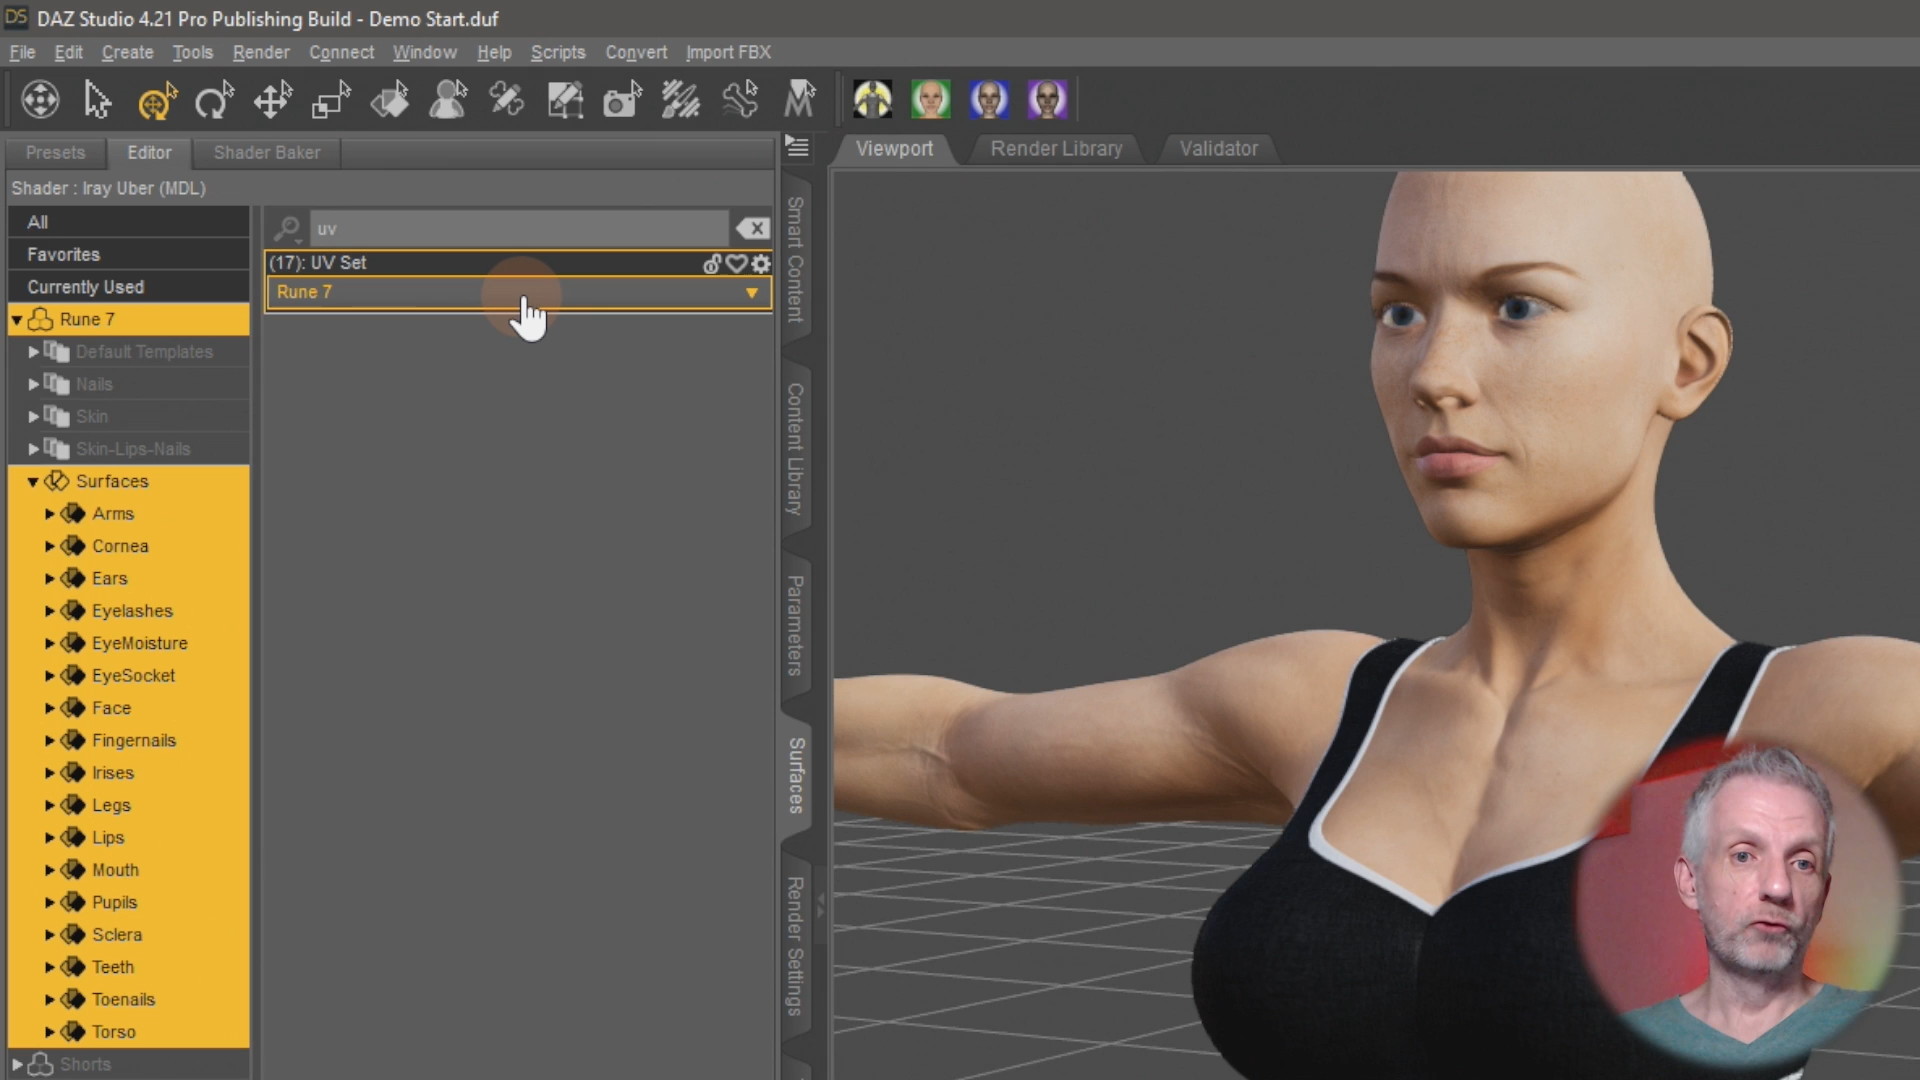 DS DAZ Studio 4.21 Pro Publishing Build - Demo Start.duf
File Edit Create Tools Render Connect Window Help Scripts Convert Import FBX
Presets Editor Shader Baker
Viewport Render Library Validator
Shader : Iray Uber (MDL)
All
Favorites
Currently Used
Rune 7
Default Templates
Nails
Skin
Skin-Lips-Nails
Surfaces
Arms
Cornea
Ears
Eyelashes
EyeMoisture
EyeSocket
Face
Fingernails
Irises
Legs
Lips
Mouth
Pupils
Sclera
Teeth
Toenails
Torso
Shorts
uv
(17): UV Set
Rune 7
Smart Content
Content Library
Parameters
Surfaces
Render Settings